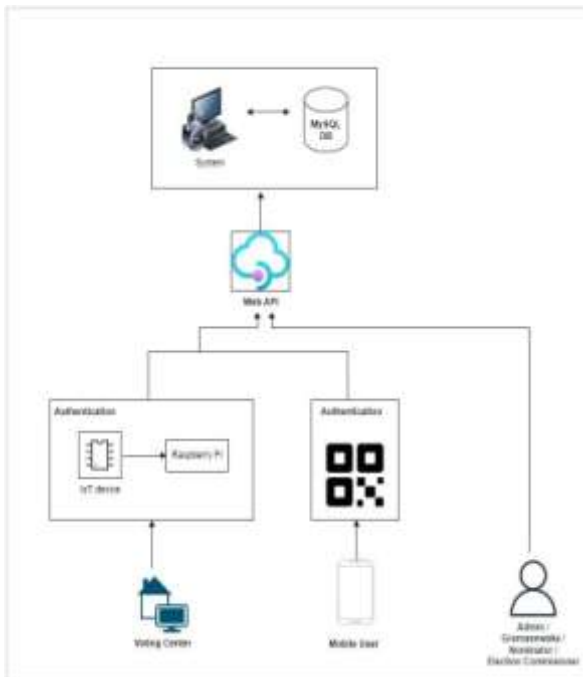 System
MySQL
DB
Web API
Authentication
Authentication
Raspberry Pi
IoT device
Voting Center
Mobile User
Admin /
Gramasewaka /
Nominator /
Election Commissioner